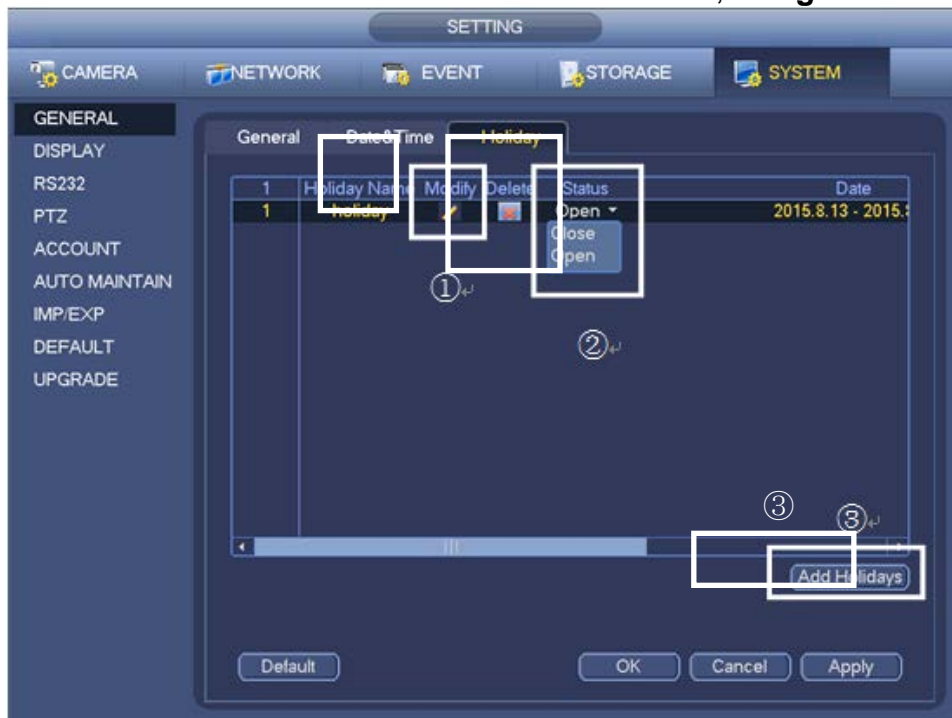 SETTING
CAMERA NETWORK EVENT STORAGE SYSTEM
GENERAL
DISPLAY
RS232
PTZ
ACCOUNT
AUTO MAINTAIN
IMP/EXP
DEFAULT
UPGRADE
General Date&Time Holiday
1 Holiday Name Modify Delete Status Date
1 holiday Open 2015.8.13 - 2015.
Close
Open
①
②
③ ③
Add Holidays
Default OK Cancel Apply